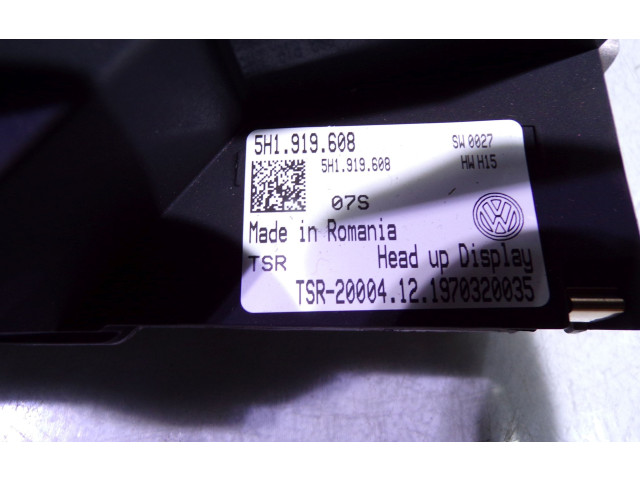 5H1.919.608 SW 0027
5H1.919.608 HW H15
07S
Made in Romania
TSR Head up Display
TSR-20004.12.1970320035